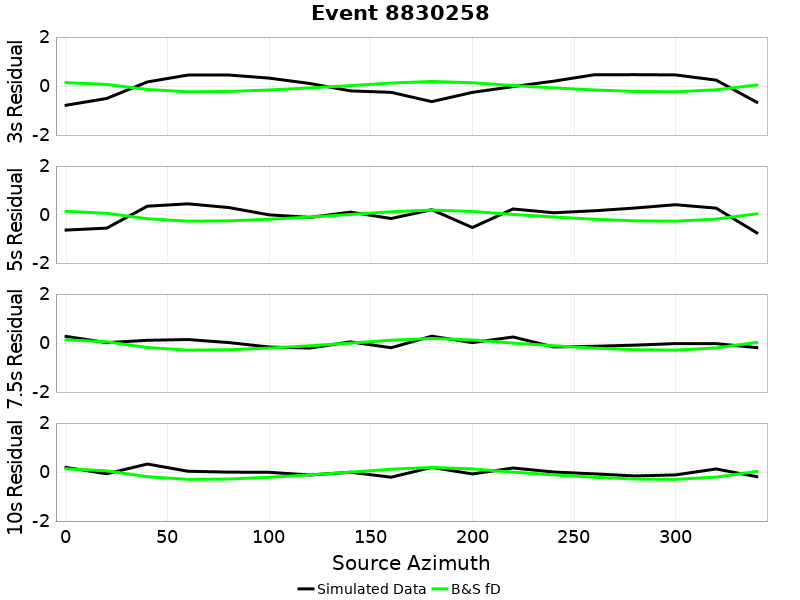 Event 8830258
3s Residual
2
0
-2
5s Residual
2
0
-2
7.5s Residual
2
0
-2
10s Residual
2
0
-2
0 50 100 150 200 250 300
Source Azimuth
Simulated Data B&S fD